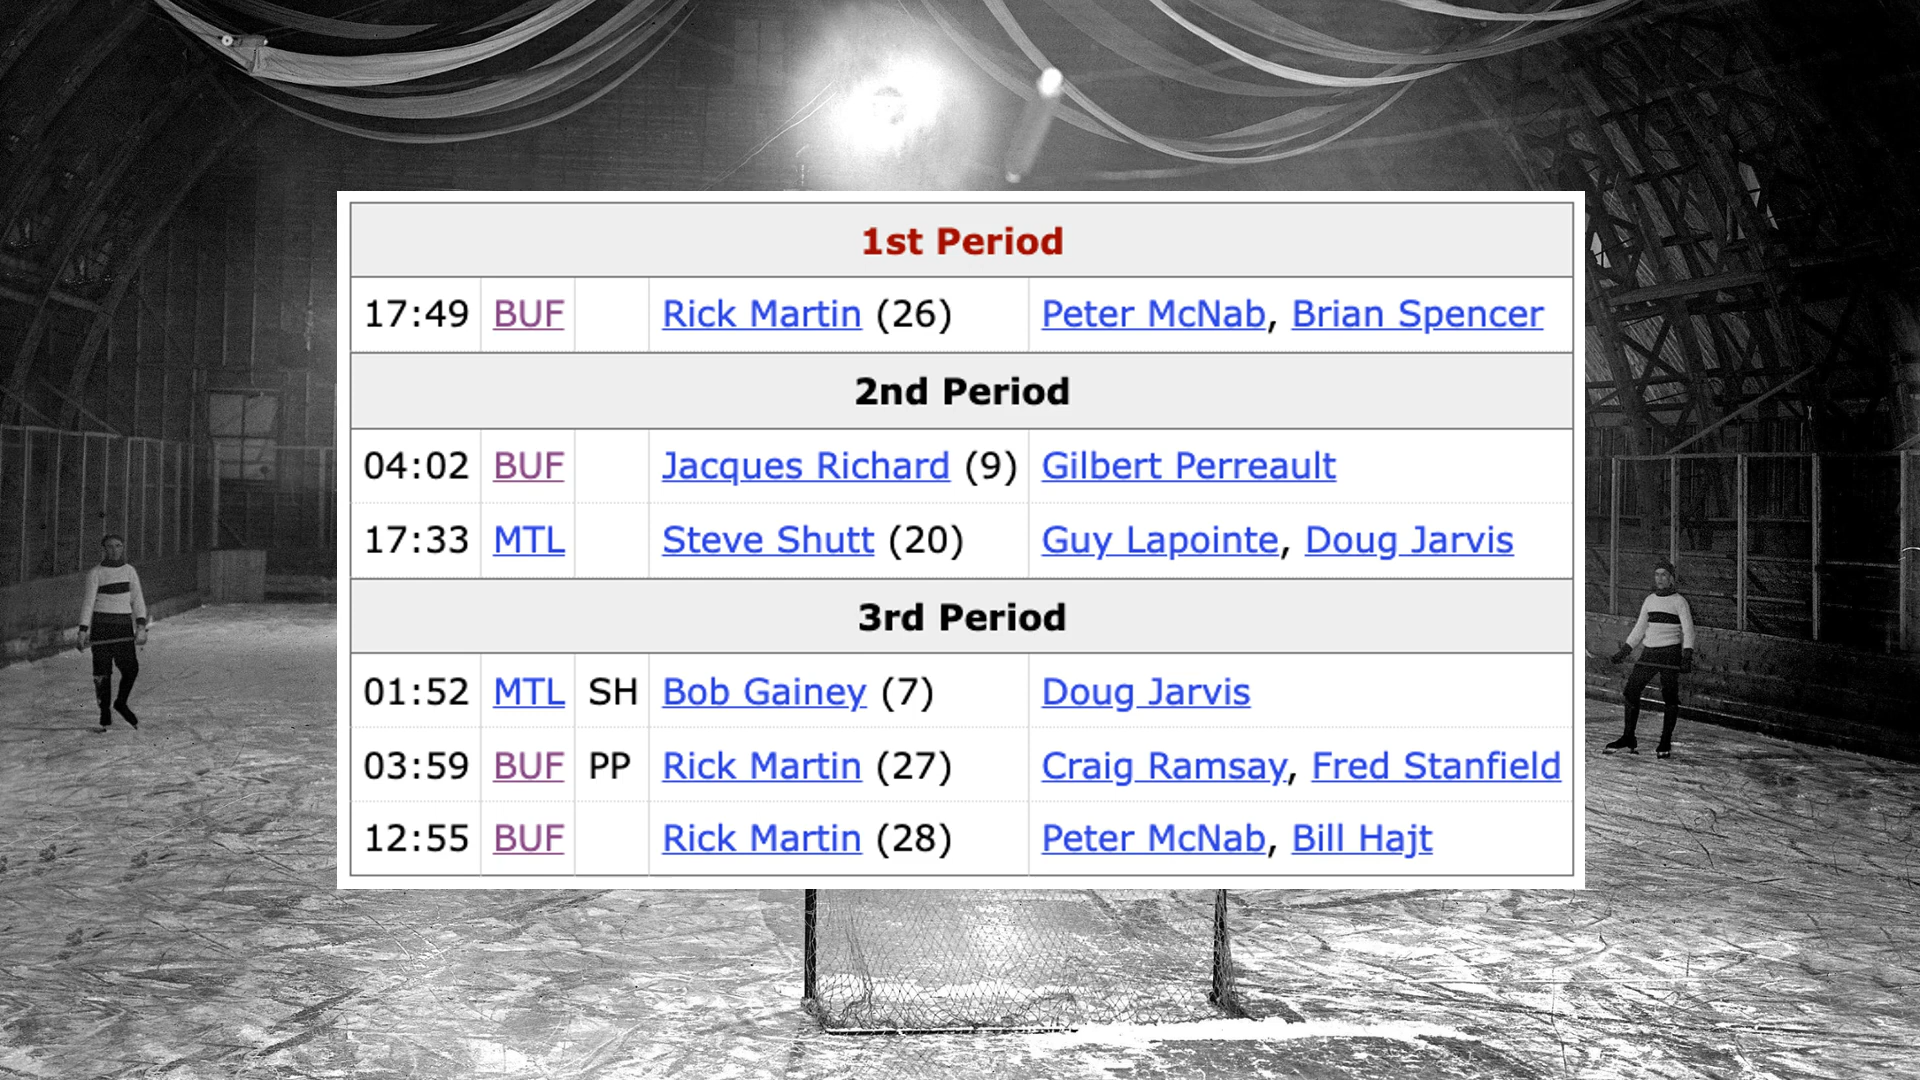 1st Period
17:49 BUF Rick Martin (26) Peter McNab, Brian Spencer
2nd Period
04:02 BUF Jacques Richard (9) Gilbert Perreault
17:33 MTL Steve Shutt (20) Guy Lapointe, Doug Jarvis
3rd Period
01:52 MTL SH Bob Gainey (7) Doug Jarvis
03:59 BUF PP Rick Martin (27) Craig Ramsay, Fred Stanfield
12:55 BUF Rick Martin (28) Peter McNab, Bill Hajt